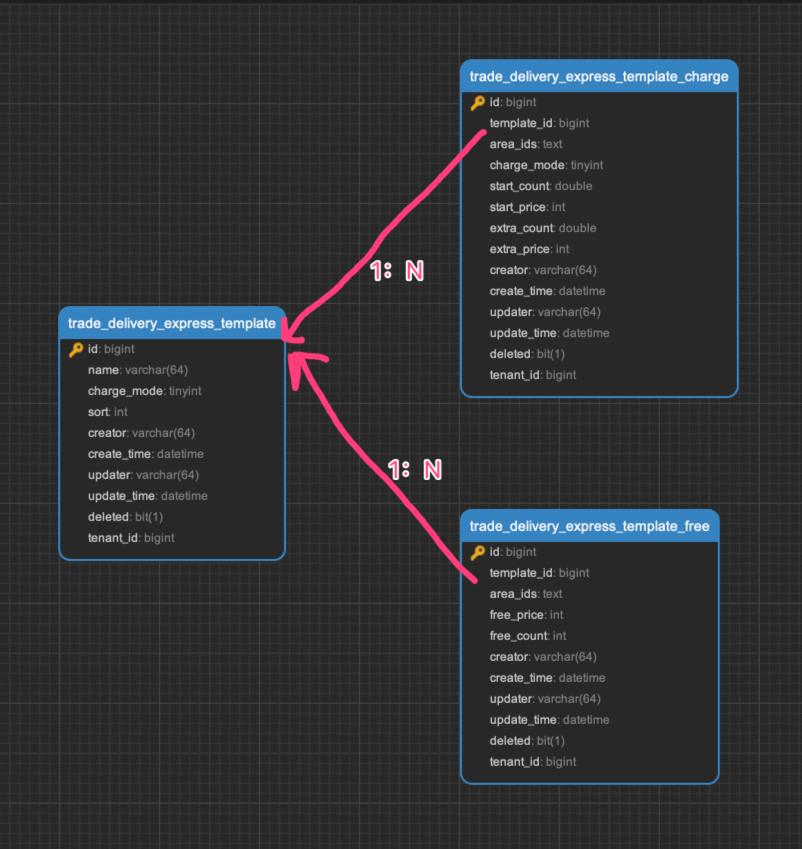 trade_delivery_express_template_charge
id: bigint
template_id: bigint
area_ids: text
charge_mode: tinyint
start_count: double
start_price: int
extra_count: double
extra_price: int
creator: varchar(64)
create_time: datetime
updater: varchar(64)
update_time: datetime
deleted: bit(1)
tenant_id: bigint
1: N
trade_delivery_express_template
id: bigint
name: varchar(64)
charge_mode: tinyint
sort: int
creator: varchar(64)
create_time: datetime
updater: varchar(64)
update_time: datetime
deleted: bit(1)
tenant_id: bigint
1: N
trade_delivery_express_template_free
id: bigint
template_id: bigint
area_ids: text
free_price: int
free_count: int
creator: varchar(64)
create_time: datetime
updater: varchar(64)
update_time: datetime
deleted: bit(1)
tenant_id: bigint